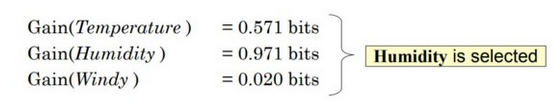 Gain(Temperature ) = 0.571 bits
Gain(Humidity ) = 0.971 bits
Gain(Windy ) = 0.020 bits
Humidity is selected